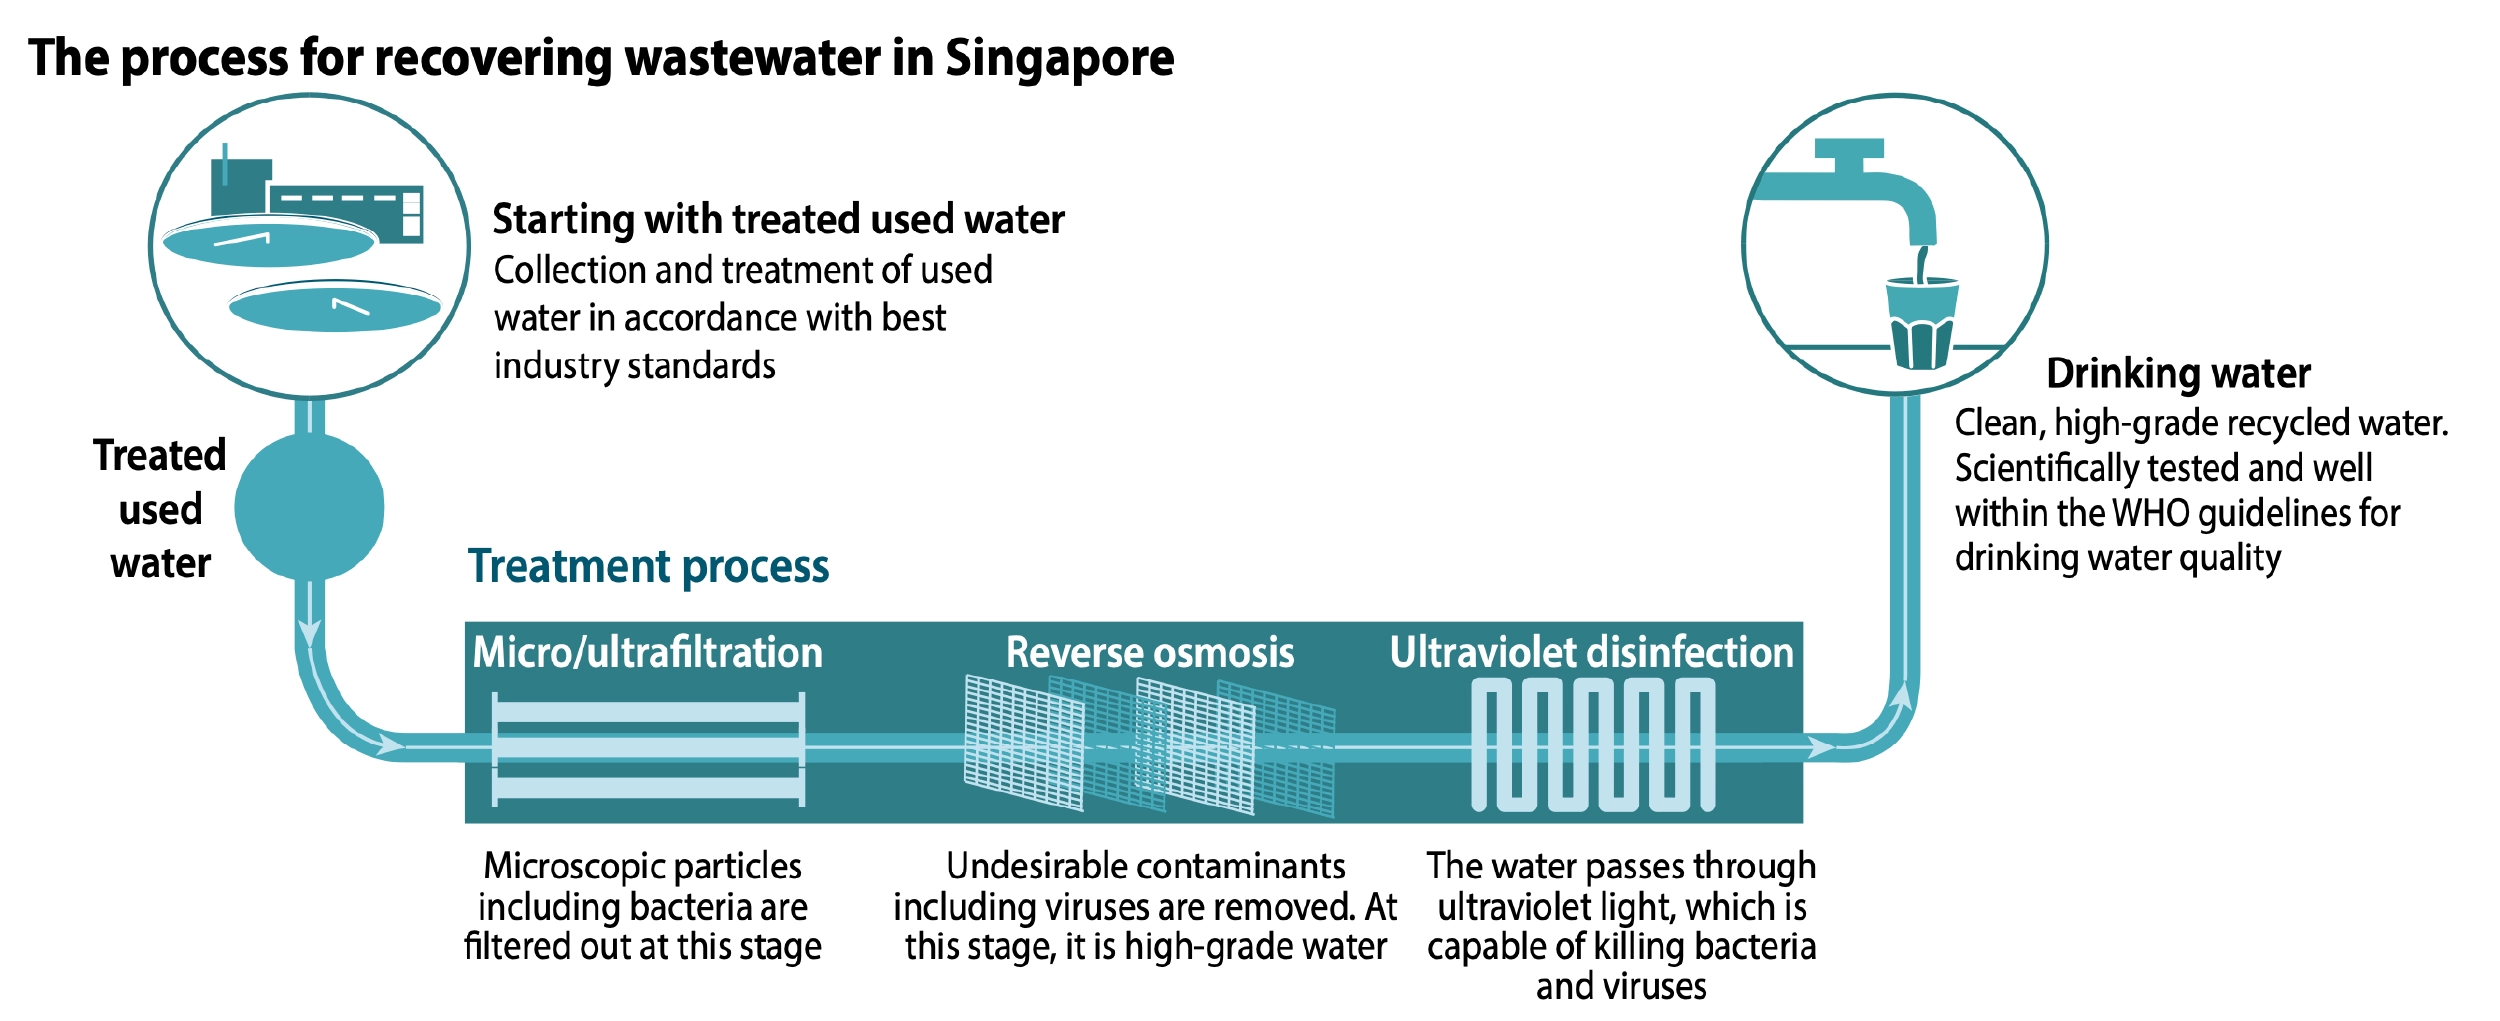 The process for recovering wastewater in Singapore
Starting with treated used water
Collection and treatment of used
water in accordance with best
industry standards
Treated
used
water
Treatment process
Micro/ultrafiltration
Reverse osmosis
Ultraviolet disinfection
Microscopic particles
including bacteria are
filtered out at this stage
Undesirable contaminants
including viruses are removed. At
this stage, it is high-grade water
The water passes through
ultraviolet light, which is
capable of killing bacteria
and viruses
Drinking water
Clean, high-grade recycled water.
Scientifically tested and well
within the WHO guidelines for
drinking water quality